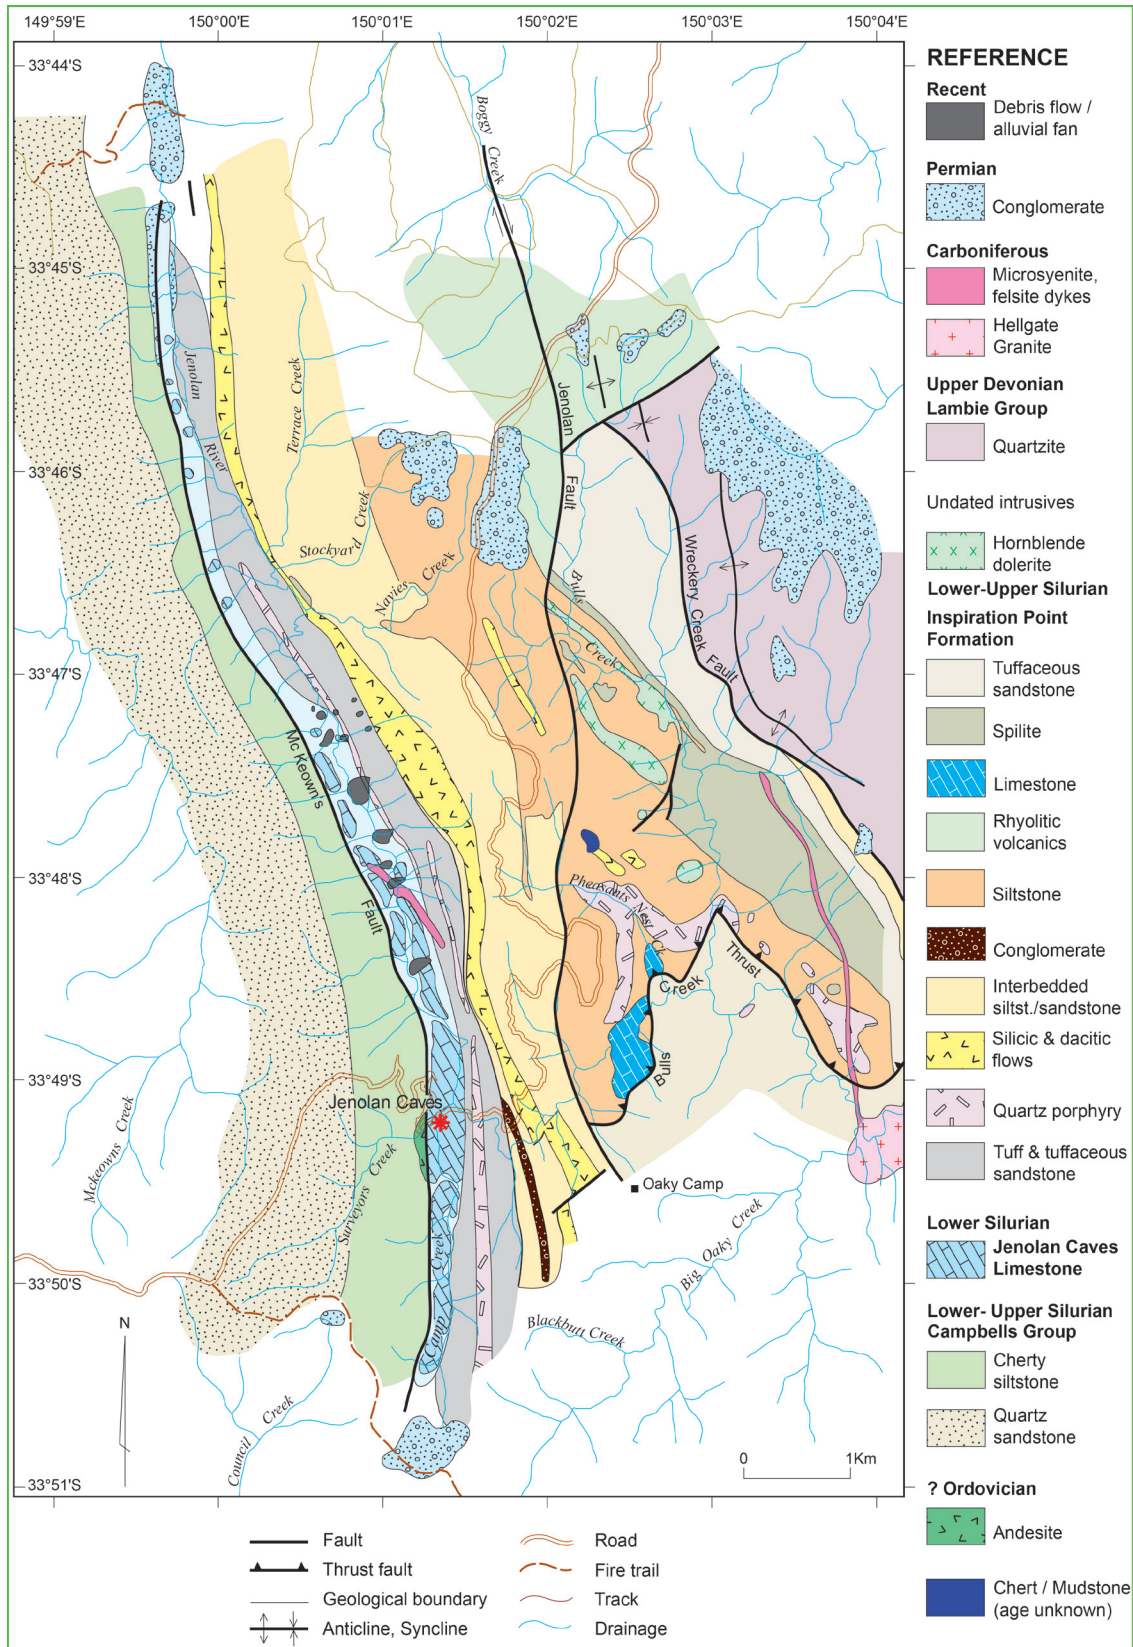 149°59'E
150°00'E
150°01'E
150°02'E
150°03'E
150°04'E
33°44'S
33°45'S
33°46'S
33°47'S
33°48'S
33°49'S
33°50'S
33°51'S
Boggy Creek
Jenolan River
Terrace Creek
Jenolan Fault
Stockyard Creek
Navies Creek
Bulls Creek
Wreckery Creek Fault
Mc Keown's Fault
Pheasants Nest Ck
Thrust
Creek
Bulls
Jenolan Caves
Mckeowns Creek
Surveyors Creek
Camp Creek
Oaky Camp
Big Oaky Creek
Blackbutt Creek
Council Creek
N
0 1Km
REFERENCE
Recent
Debris flow /
alluvial fan
Permian
Conglomerate
Carboniferous
Microsyenite,
felsite dykes
Hellgate
Granite
Upper Devonian
Lambie Group
Quartzite
Undated intrusives
Hornblende
dolerite
Lower-Upper Silurian
Inspiration Point
Formation
Tuffaceous
sandstone
Spilite
Limestone
Rhyolitic
volcanics
Siltstone
Conglomerate
Interbedded
siltst./sandstone
Silicic & dacitic
flows
Quartz porphyry
Tuff & tuffaceous
sandstone
Lower Silurian
Jenolan Caves
Limestone
Lower- Upper Silurian
Campbells Group
Cherty
siltstone
Quartz
sandstone
? Ordovician
Andesite
Chert / Mudstone
(age unknown)
Fault
Thrust fault
Geological boundary
Anticline, Syncline
Road
Fire trail
Track
Drainage